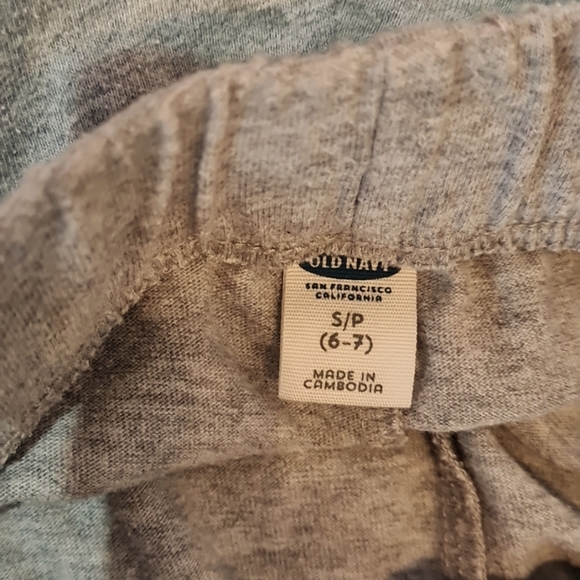 OLD NAVY
SAN FRANCISCO
CALIFORNIA
S/P
(6-7)
MADE IN
CAMBODIA